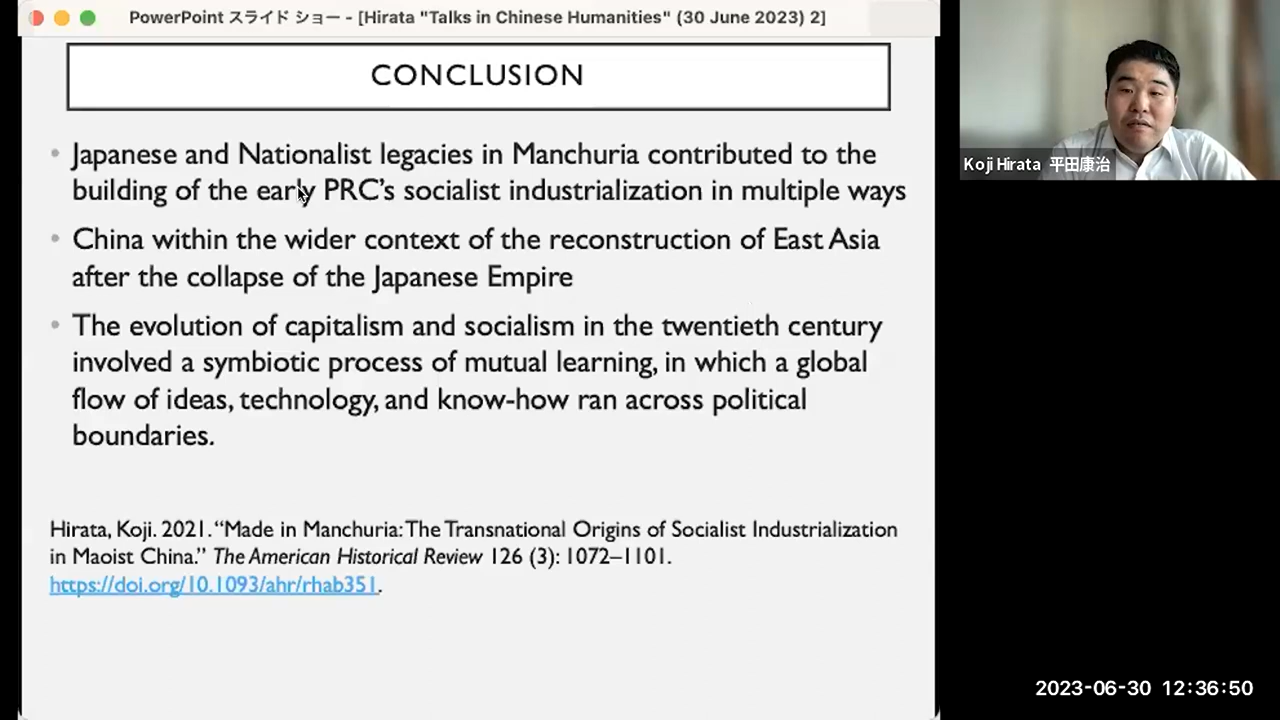 PowerPoint スライド ショー - [Hirata "Talks in Chinese Humanities" (30 June 2023) 2]
CONCLUSION
• Japanese and Nationalist legacies in Manchuria contributed to the
building of the early PRC's socialist industrialization in multiple ways
• China within the wider context of the reconstruction of East Asia
after the collapse of the Japanese Empire
• The evolution of capitalism and socialism in the twentieth century
involved a symbiotic process of mutual learning, in which a global
flow of ideas, technology, and know-how ran across political
boundaries.
Hirata, Koji. 2021. “Made in Manchuria: The Transnational Origins of Socialist Industrialization
in Maoist China.” The American Historical Review 126 (3): 1072–1101.
https://doi.org/10.1093/ahr/rhab351.
Koji Hirata 平田康治
2023-06-30 12:36:50